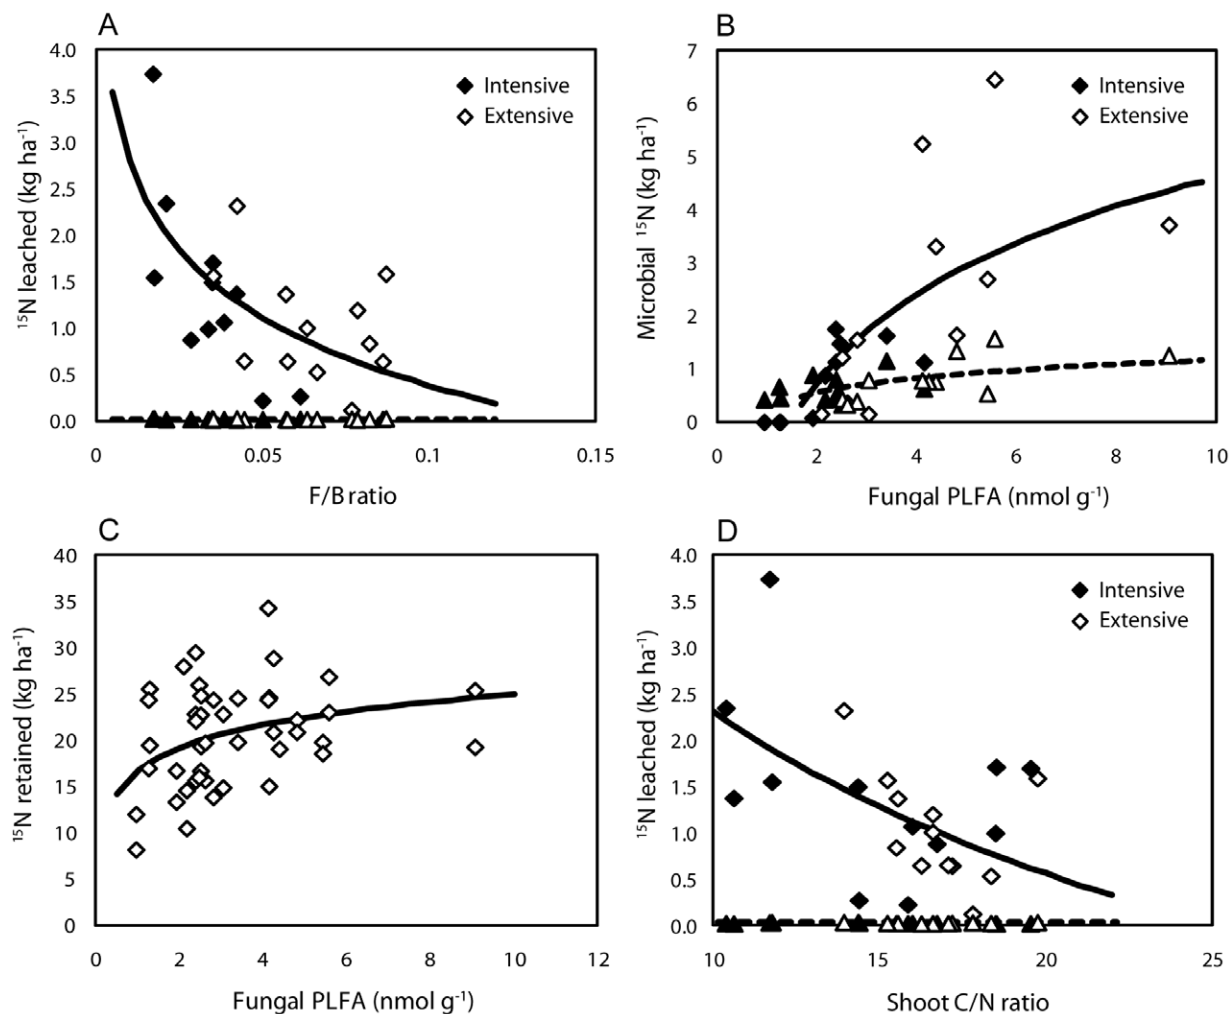 A
4.0
3.5
3.0
2.5
2.0
1.5
1.0
0.5
0.0
¹⁵N leached (kg ha⁻¹)
Intensive
Extensive
0 0.05 0.1 0.15
F/B ratio
B
7
6
5
4
3
2
1
0
Microbial ¹⁵N (kg ha⁻¹)
Intensive
Extensive
0 2 4 6 8 10
Fungal PLFA (nmol g⁻¹)
C
40
35
30
25
20
15
10
5
0
¹⁵N retained (kg ha⁻¹)
0 2 4 6 8 10 12
Fungal PLFA (nmol g⁻¹)
D
4.0
3.5
3.0
2.5
2.0
1.5
1.0
0.5
0.0
¹⁵N leached (kg ha⁻¹)
Intensive
Extensive
10 15 20 25
Shoot C/N ratio